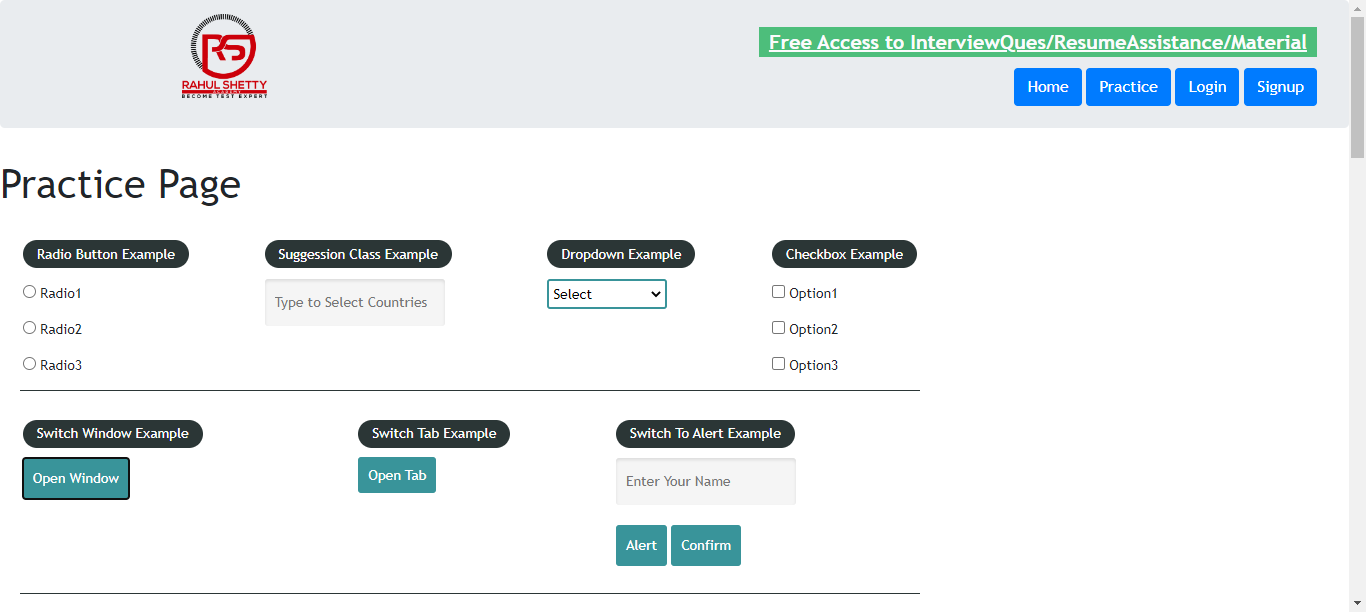 RS
RAHUL SHETTY
ACADEMY
BECOME TEST EXPERT
Free Access to InterviewQues/ResumeAssistance/Material
Home Practice Login Signup
Practice Page
Radio Button Example Suggession Class Example Dropdown Example Checkbox Example
Radio1 Type to Select Countries Select Option1
Radio2 Option2
Radio3 Option3
Switch Window Example Switch Tab Example Switch To Alert Example
Open Window Open Tab Enter Your Name
Alert Confirm